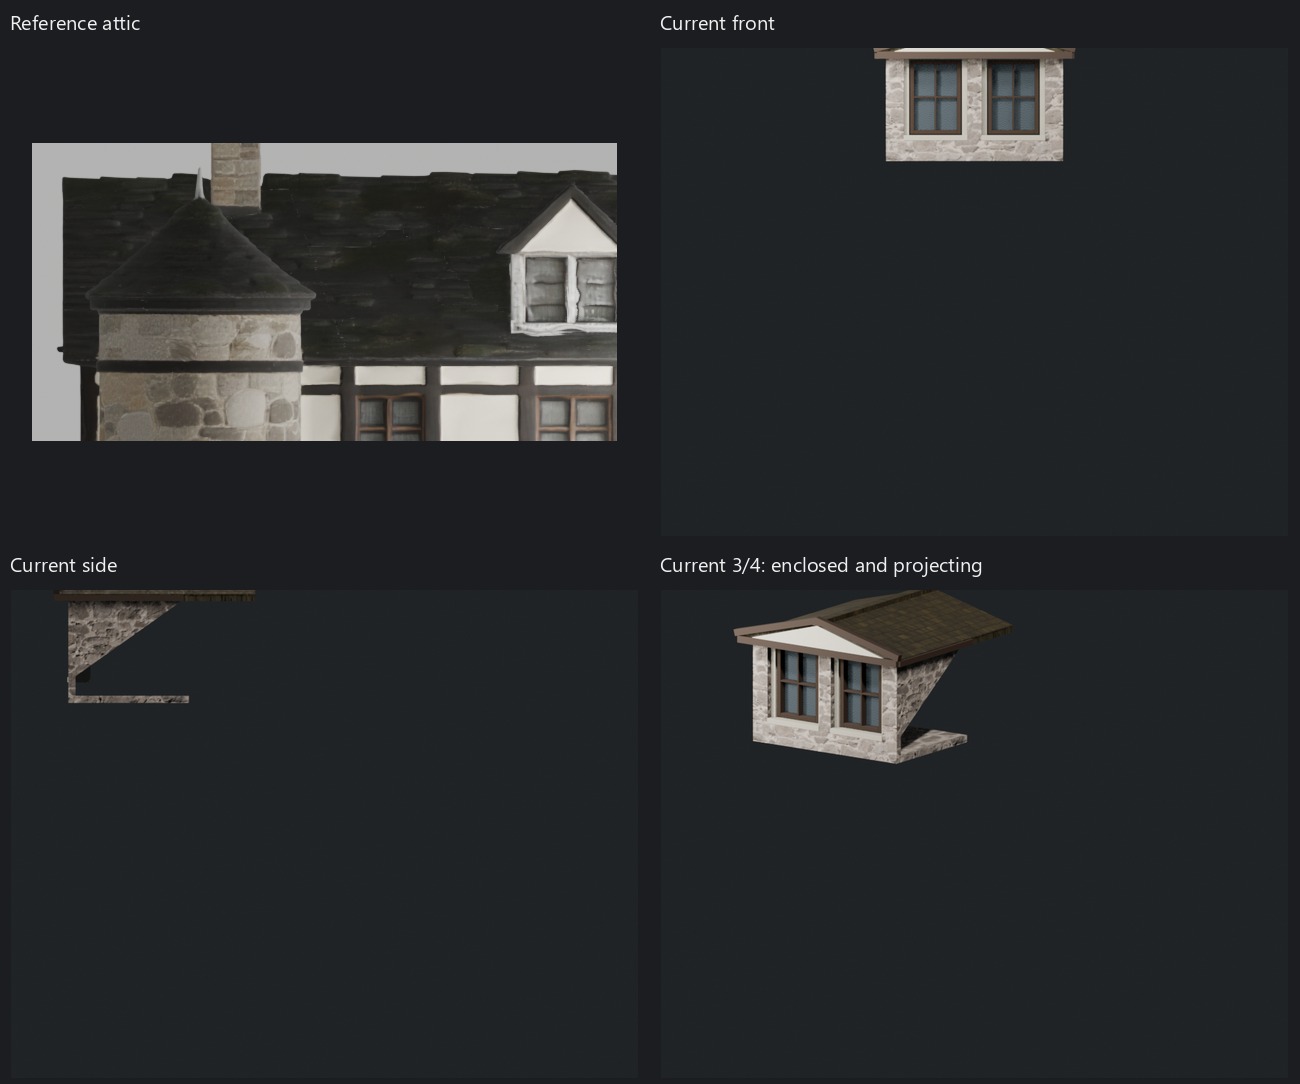 Reference attic
Current front
Current side
Current 3/4: enclosed and projecting